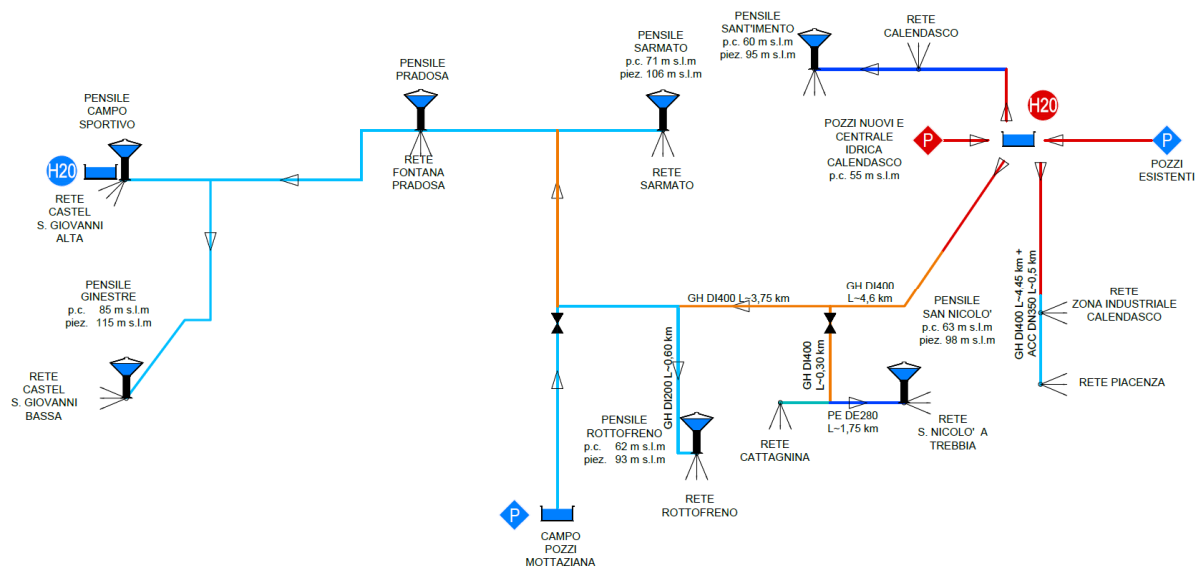 PENSILE
SANT'IMENTO
p.c. 60 m s.l.m
piez. 95 m s.l.m
RETE
CALENDASCO
PENSILE
SARMATO
p.c. 71 m s.l.m
piez. 106 m s.l.m
PENSILE
PRADOSA
PENSILE
CAMPO
SPORTIVO
H20
POZZI NUOVI E
CENTRALE
IDRICA
CALENDASCO
p.c. 55 m s.l.m
P
P
POZZI
ESISTENTI
H20
RETE
CASTEL
S. GIOVANNI
ALTA
RETE
FONTANA
PRADOSA
RETE
SARMATO
PENSILE
GINESTRE
p.c. 85 m s.l.m
piez. 115 m s.l.m
GH DI400 L~3,75 km
GH DI400
L~4,6 km
PENSILE
SAN NICOLO'
p.c. 63 m s.l.m
piez. 98 m s.l.m
GH DI400 L~4.45 km +
ACC DN350 L~0,5 km
RETE
ZONA INDUSTRIALE
CALENDASCO
GH DI200 L~0,60 km
GH DI400
L~0,30 km
RETE PIACENZA
RETE
CASTEL
S. GIOVANNI
BASSA
PENSILE
ROTTOFRENO
p.c. 62 m s.l.m
piez. 93 m s.l.m
PE DE280
L~1,75 km
RETE
CATTAGNINA
RETE
S. NICOLO' A
TREBBIA
RETE
ROTTOFRENO
P
CAMPO
POZZI
MOTTAZIANA